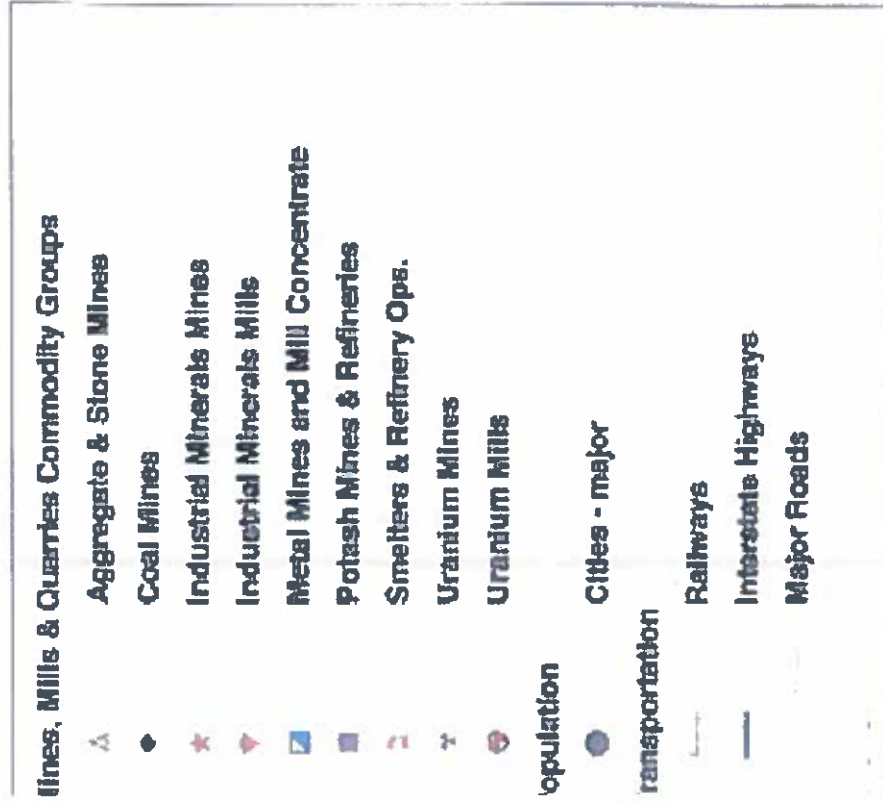 lines, Mills & Quarries Commodity Groups
Aggregate & Stone Mines
Coal Mines
Industrial Minerals Mines
Industrial Minerals Mills
Metal Mines and Mill Concentrate
Potash Mines & Refineries
Smelters & Refinery Ops.
Uranium Mines
Uranium Mills
opulation
Cities - major
ransportation
Railways
Interstate Highways
Major Roads